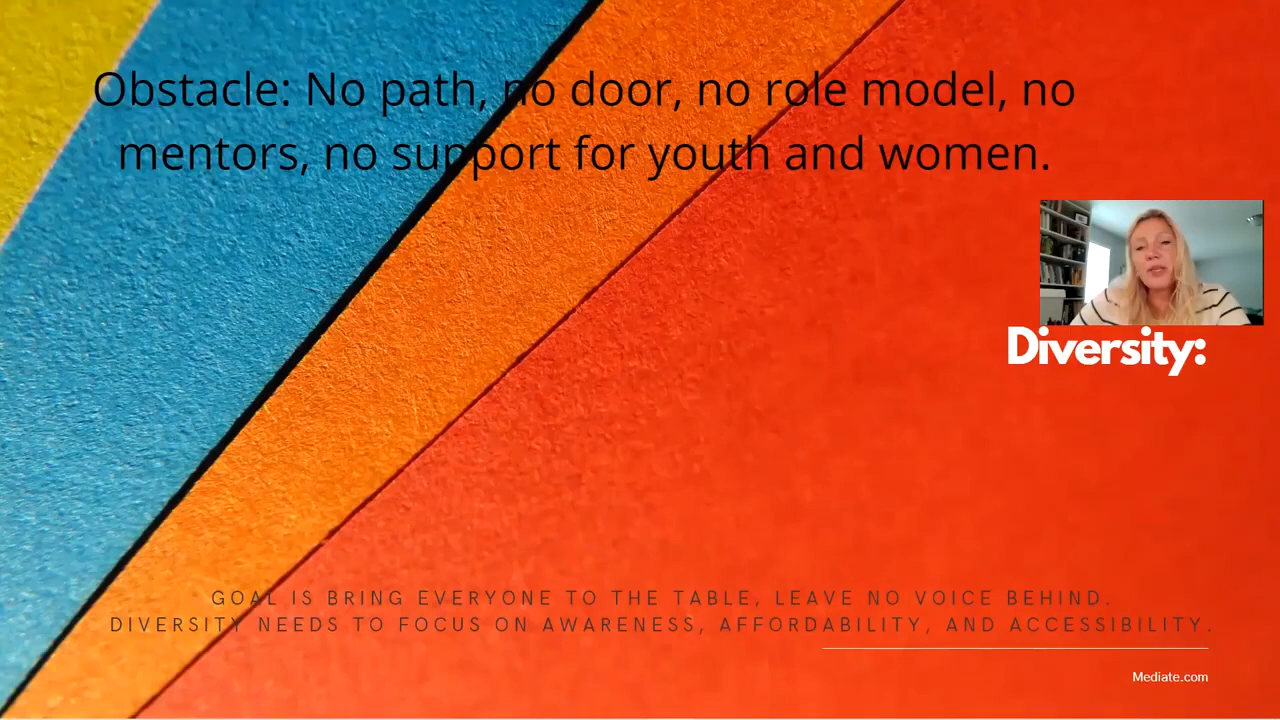 Obstacle: No path, no door, no role model, no
mentors, no support for youth and women.
Diversity:
GOAL IS BRING EVERYONE TO THE TABLE, LEAVE NO VOICE BEHIND.
DIVERSITY NEEDS TO FOCUS ON AWARENESS, AFFORDABILITY, AND ACCESSIBILITY.
Mediate.com